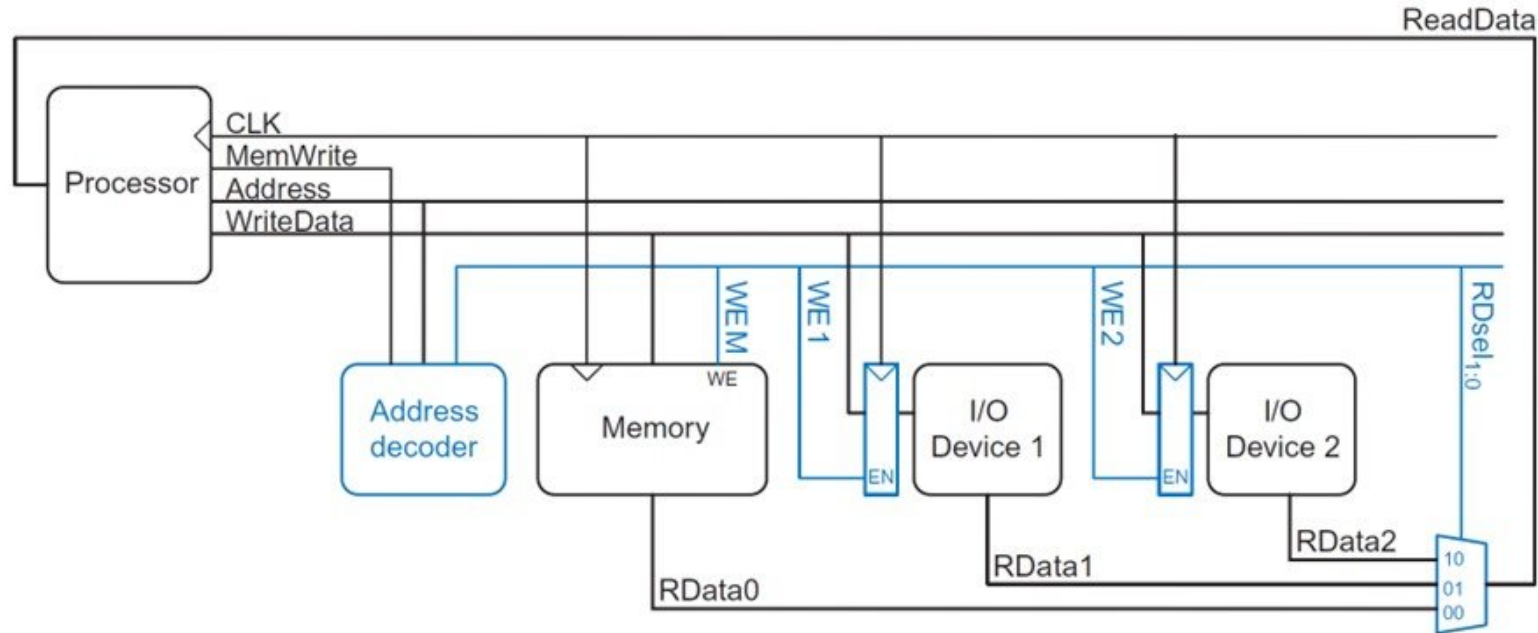 ReadData
CLK
MemWrite
Processor
Address
WriteData
WEM
WE1
WE2
RDsel1:0
Address
decoder
WE
Memory
EN
I/O
Device 1
EN
I/O
Device 2
RData2
10
RData1
01
RData0
00